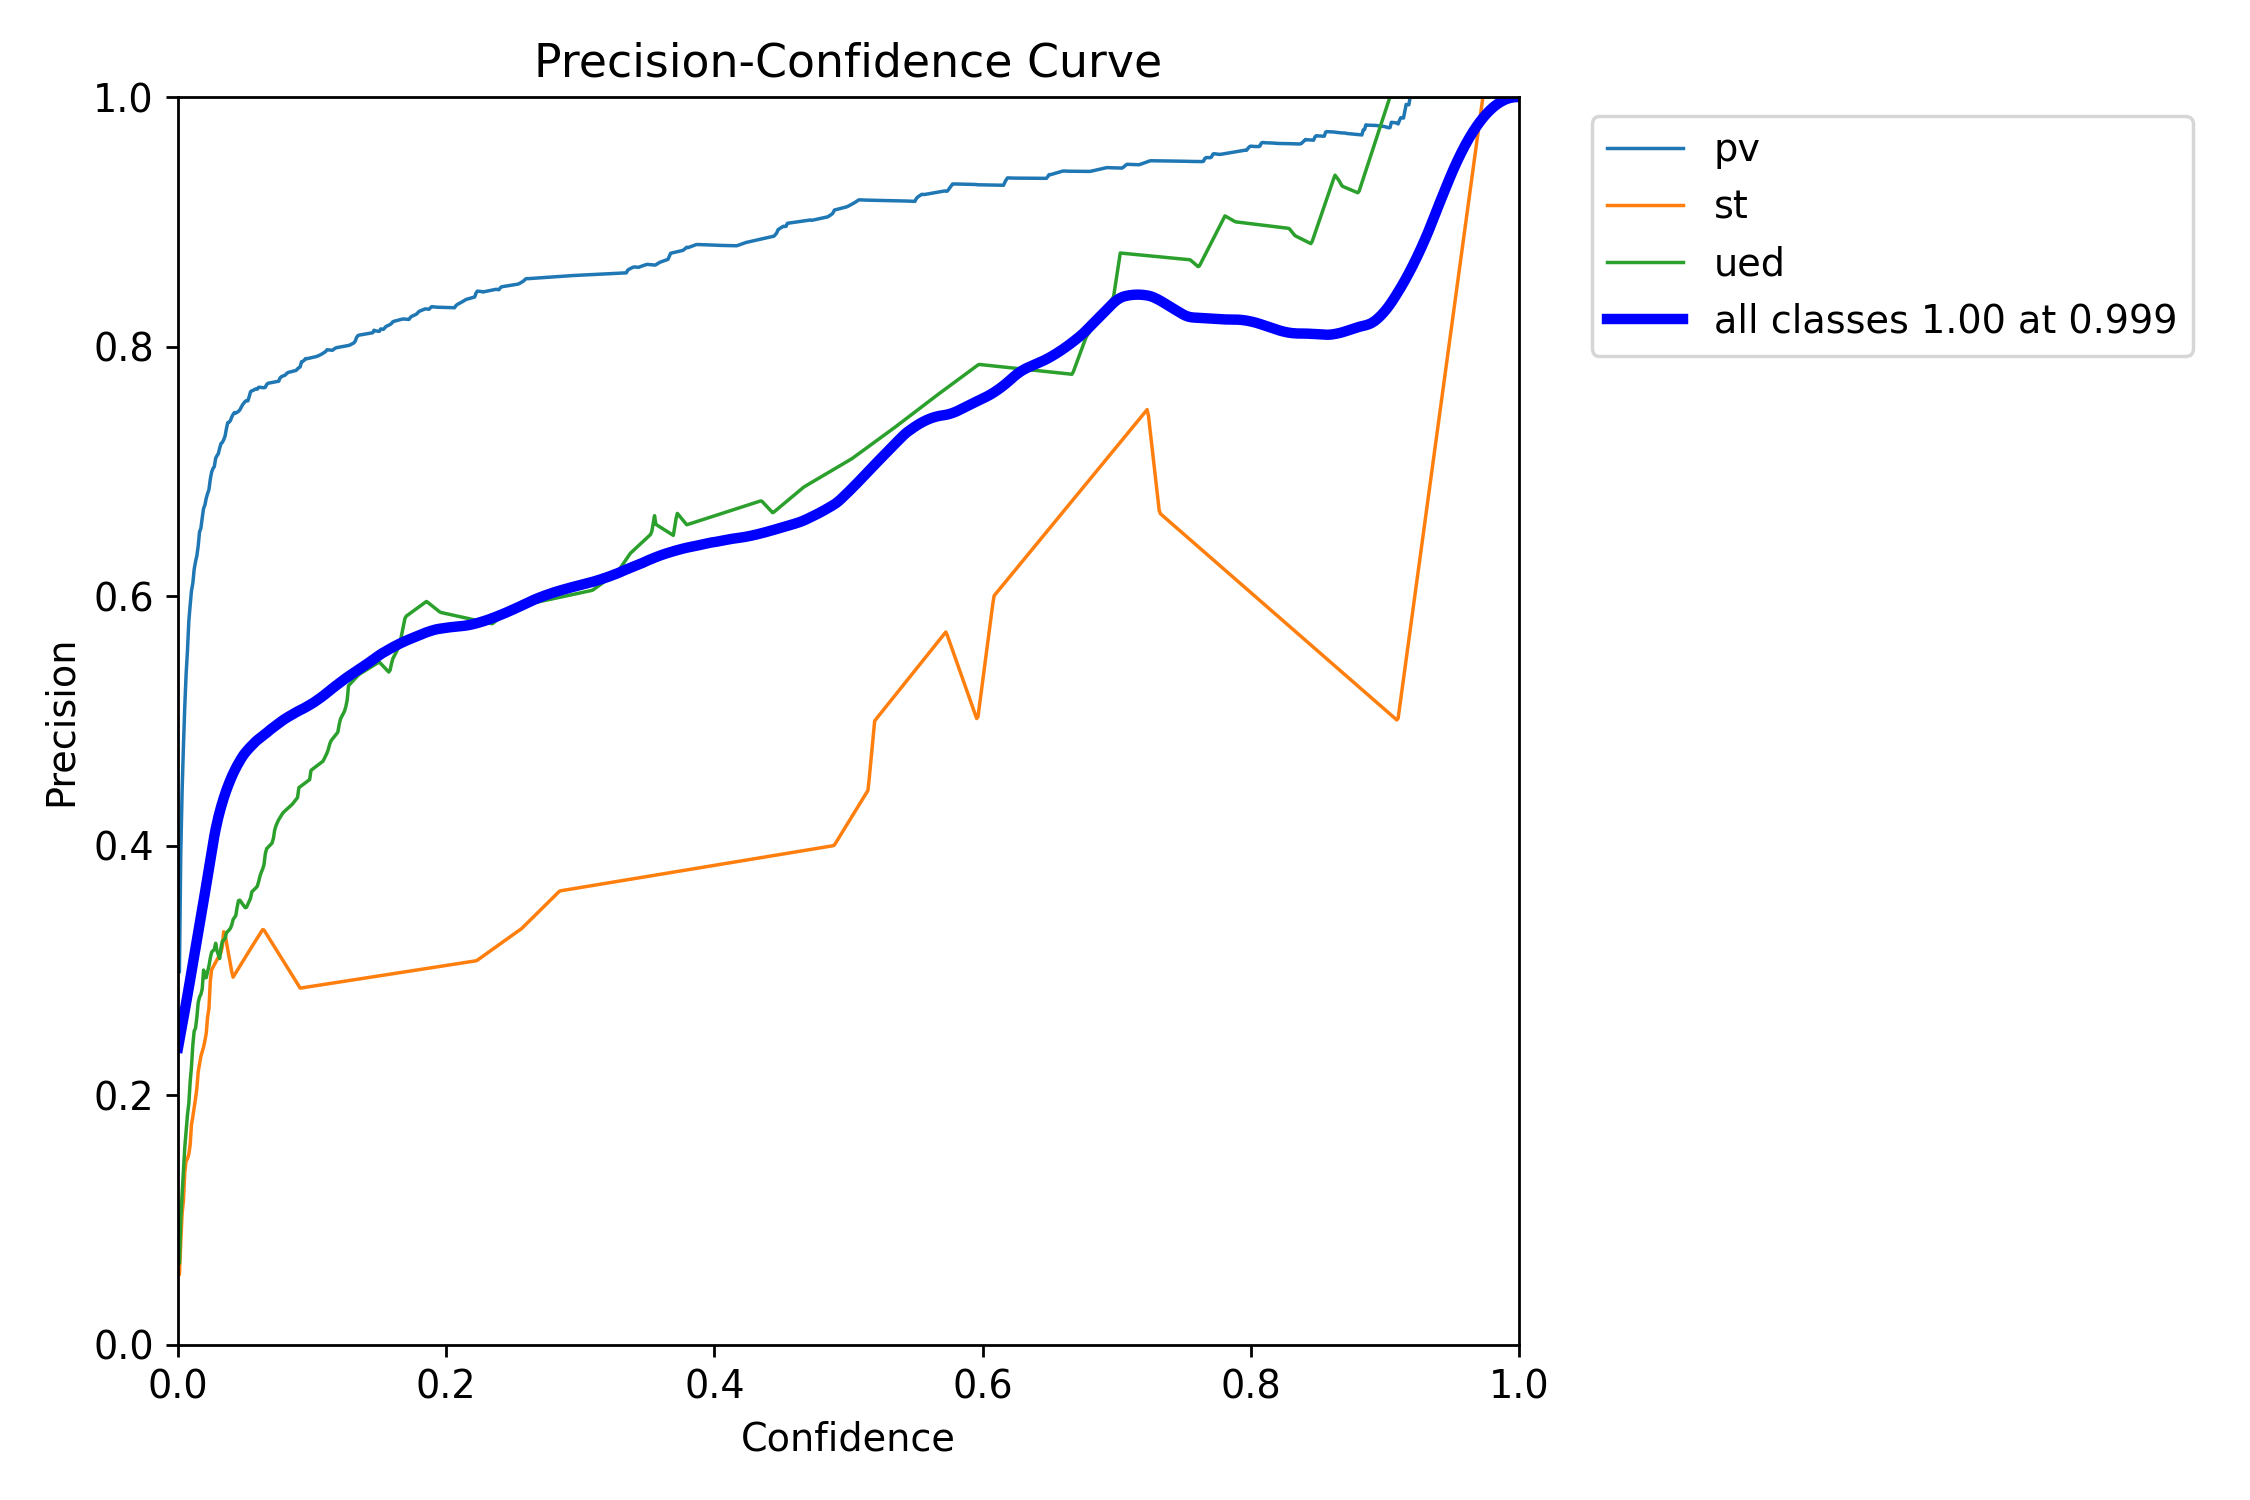 Precision-Confidence Curve
1.0
0.8
0.6
0.4
0.2
0.0
Precision
0.0 0.2 0.4 0.6 0.8 1.0
Confidence
pv
st
ued
all classes 1.00 at 0.999